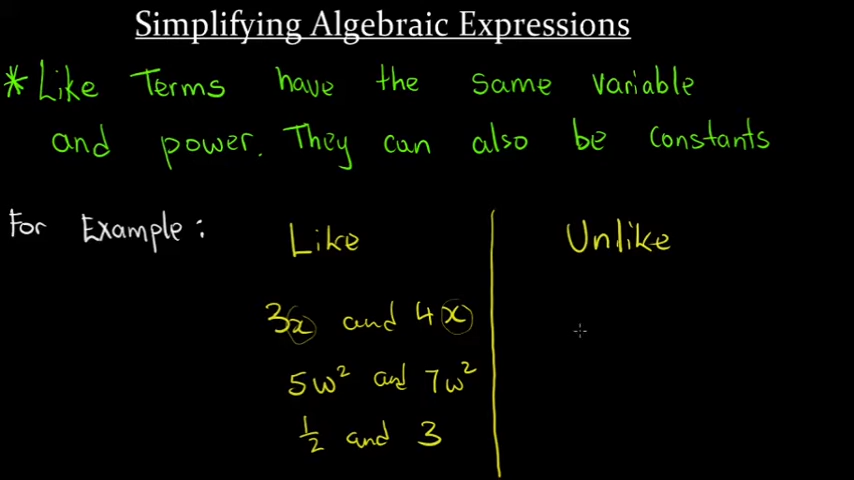 Simplifying Algebraic Expressions
* Like Terms have the same variable
and power. They can also be constants
For Example:
Like
Unlike
3x and 4x
5w² and 7w²
½ and 3